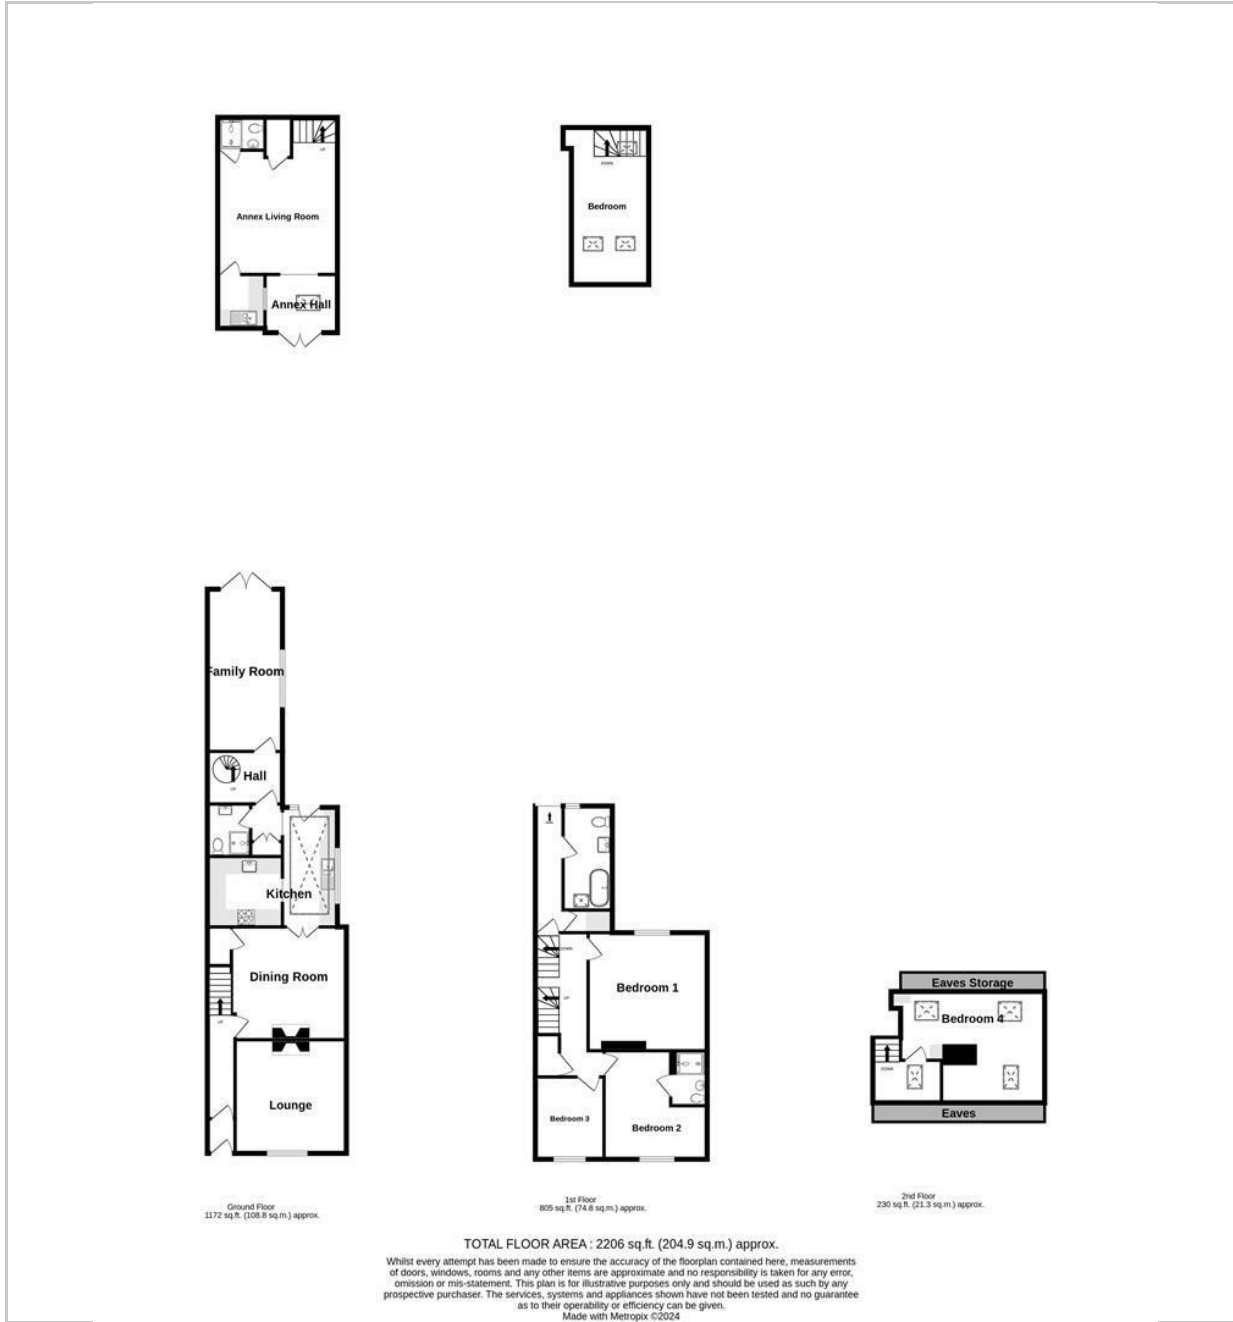 UP
Annex Living Room
Annex Hall
DOWN
Bedroom
Family Room
Hall
UP
Kitchen
Dining Room
UP
Lounge
DOWN
UP
Bedroom 1
Bedroom 3
Bedroom 2
Eaves Storage
Bedroom 4
DOWN
Eaves
Ground Floor
1172 sq.ft. (108.8 sq.m.) approx.
1st Floor
805 sq.ft. (74.8 sq.m.) approx.
2nd Floor
230 sq.ft. (21.3 sq.m.) approx.
TOTAL FLOOR AREA : 2206 sq.ft. (204.9 sq.m.) approx.
Whilst every attempt has been made to ensure the accuracy of the floorplan contained here, measurements
of doors, windows, rooms and any other items are approximate and no responsibility is taken for any error,
omission or mis-statement. This plan is for illustrative purposes only and should be used as such by any
prospective purchaser. The services, systems and appliances shown have not been tested and no guarantee
as to their operability or efficiency can be given.
Made with Metropix ©2024